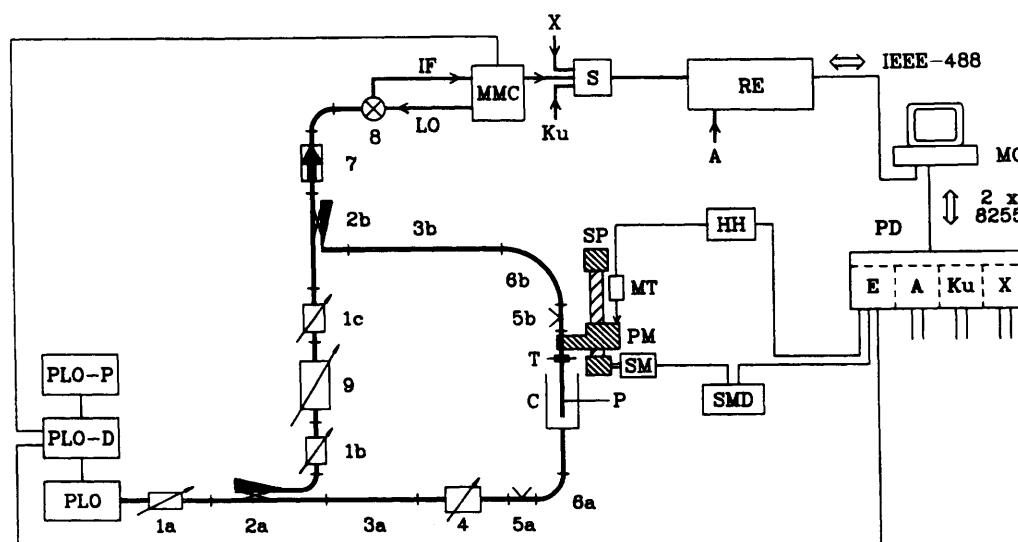 X
IF
IEEE-488
MMC
S
RE
LO
8
Ku
A
7
2 x
8255
2b
3b
SP
HH
PD
6b
MT
E
A
Ku
X
1c
5b
PM
T
PLO-P
9
SM
C
P
SMD
PLO-D
1b
PLO
1a
2a
3a
4
5a
6a